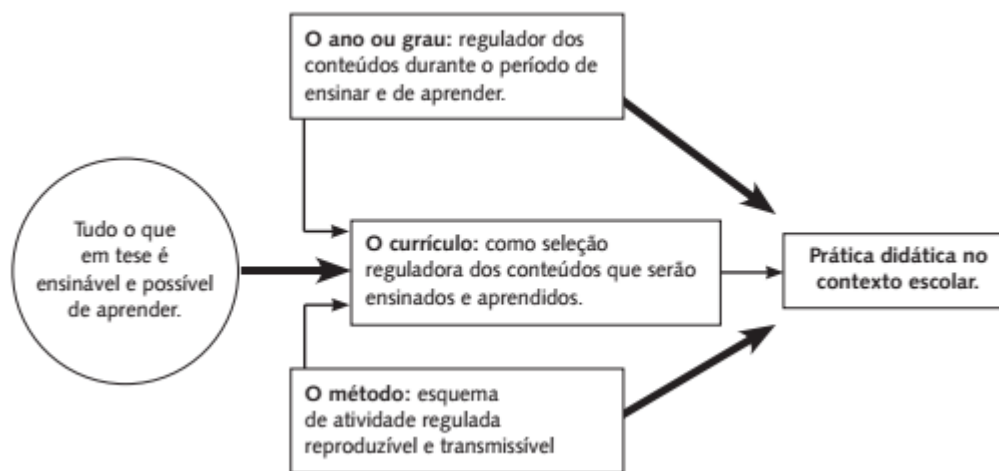 O ano ou grau: regulador dos
conteúdos durante o período de
ensinar e de aprender.
Tudo o que
em tese é
ensinável e possível
de aprender.
O currículo: como seleção
reguladora dos conteúdos que serão
ensinados e aprendidos.
Prática didática no
contexto escolar.
O método: esquema
de atividade regulada
reproduzível e transmissível